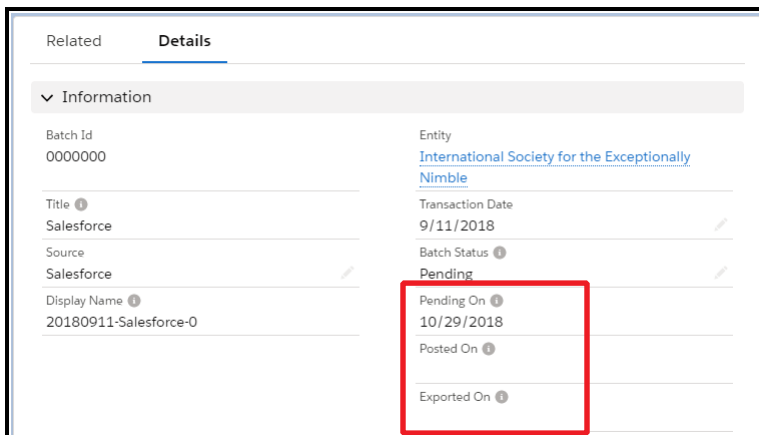 Related Details
Information
Batch Id
0000000
Entity
International Society for the Exceptionally
Nimble
Title
Salesforce
Transaction Date
9/11/2018
Source
Salesforce
Batch Status
Pending
Display Name
20180911-Salesforce-0
Pending On
10/29/2018
Posted On
Exported On